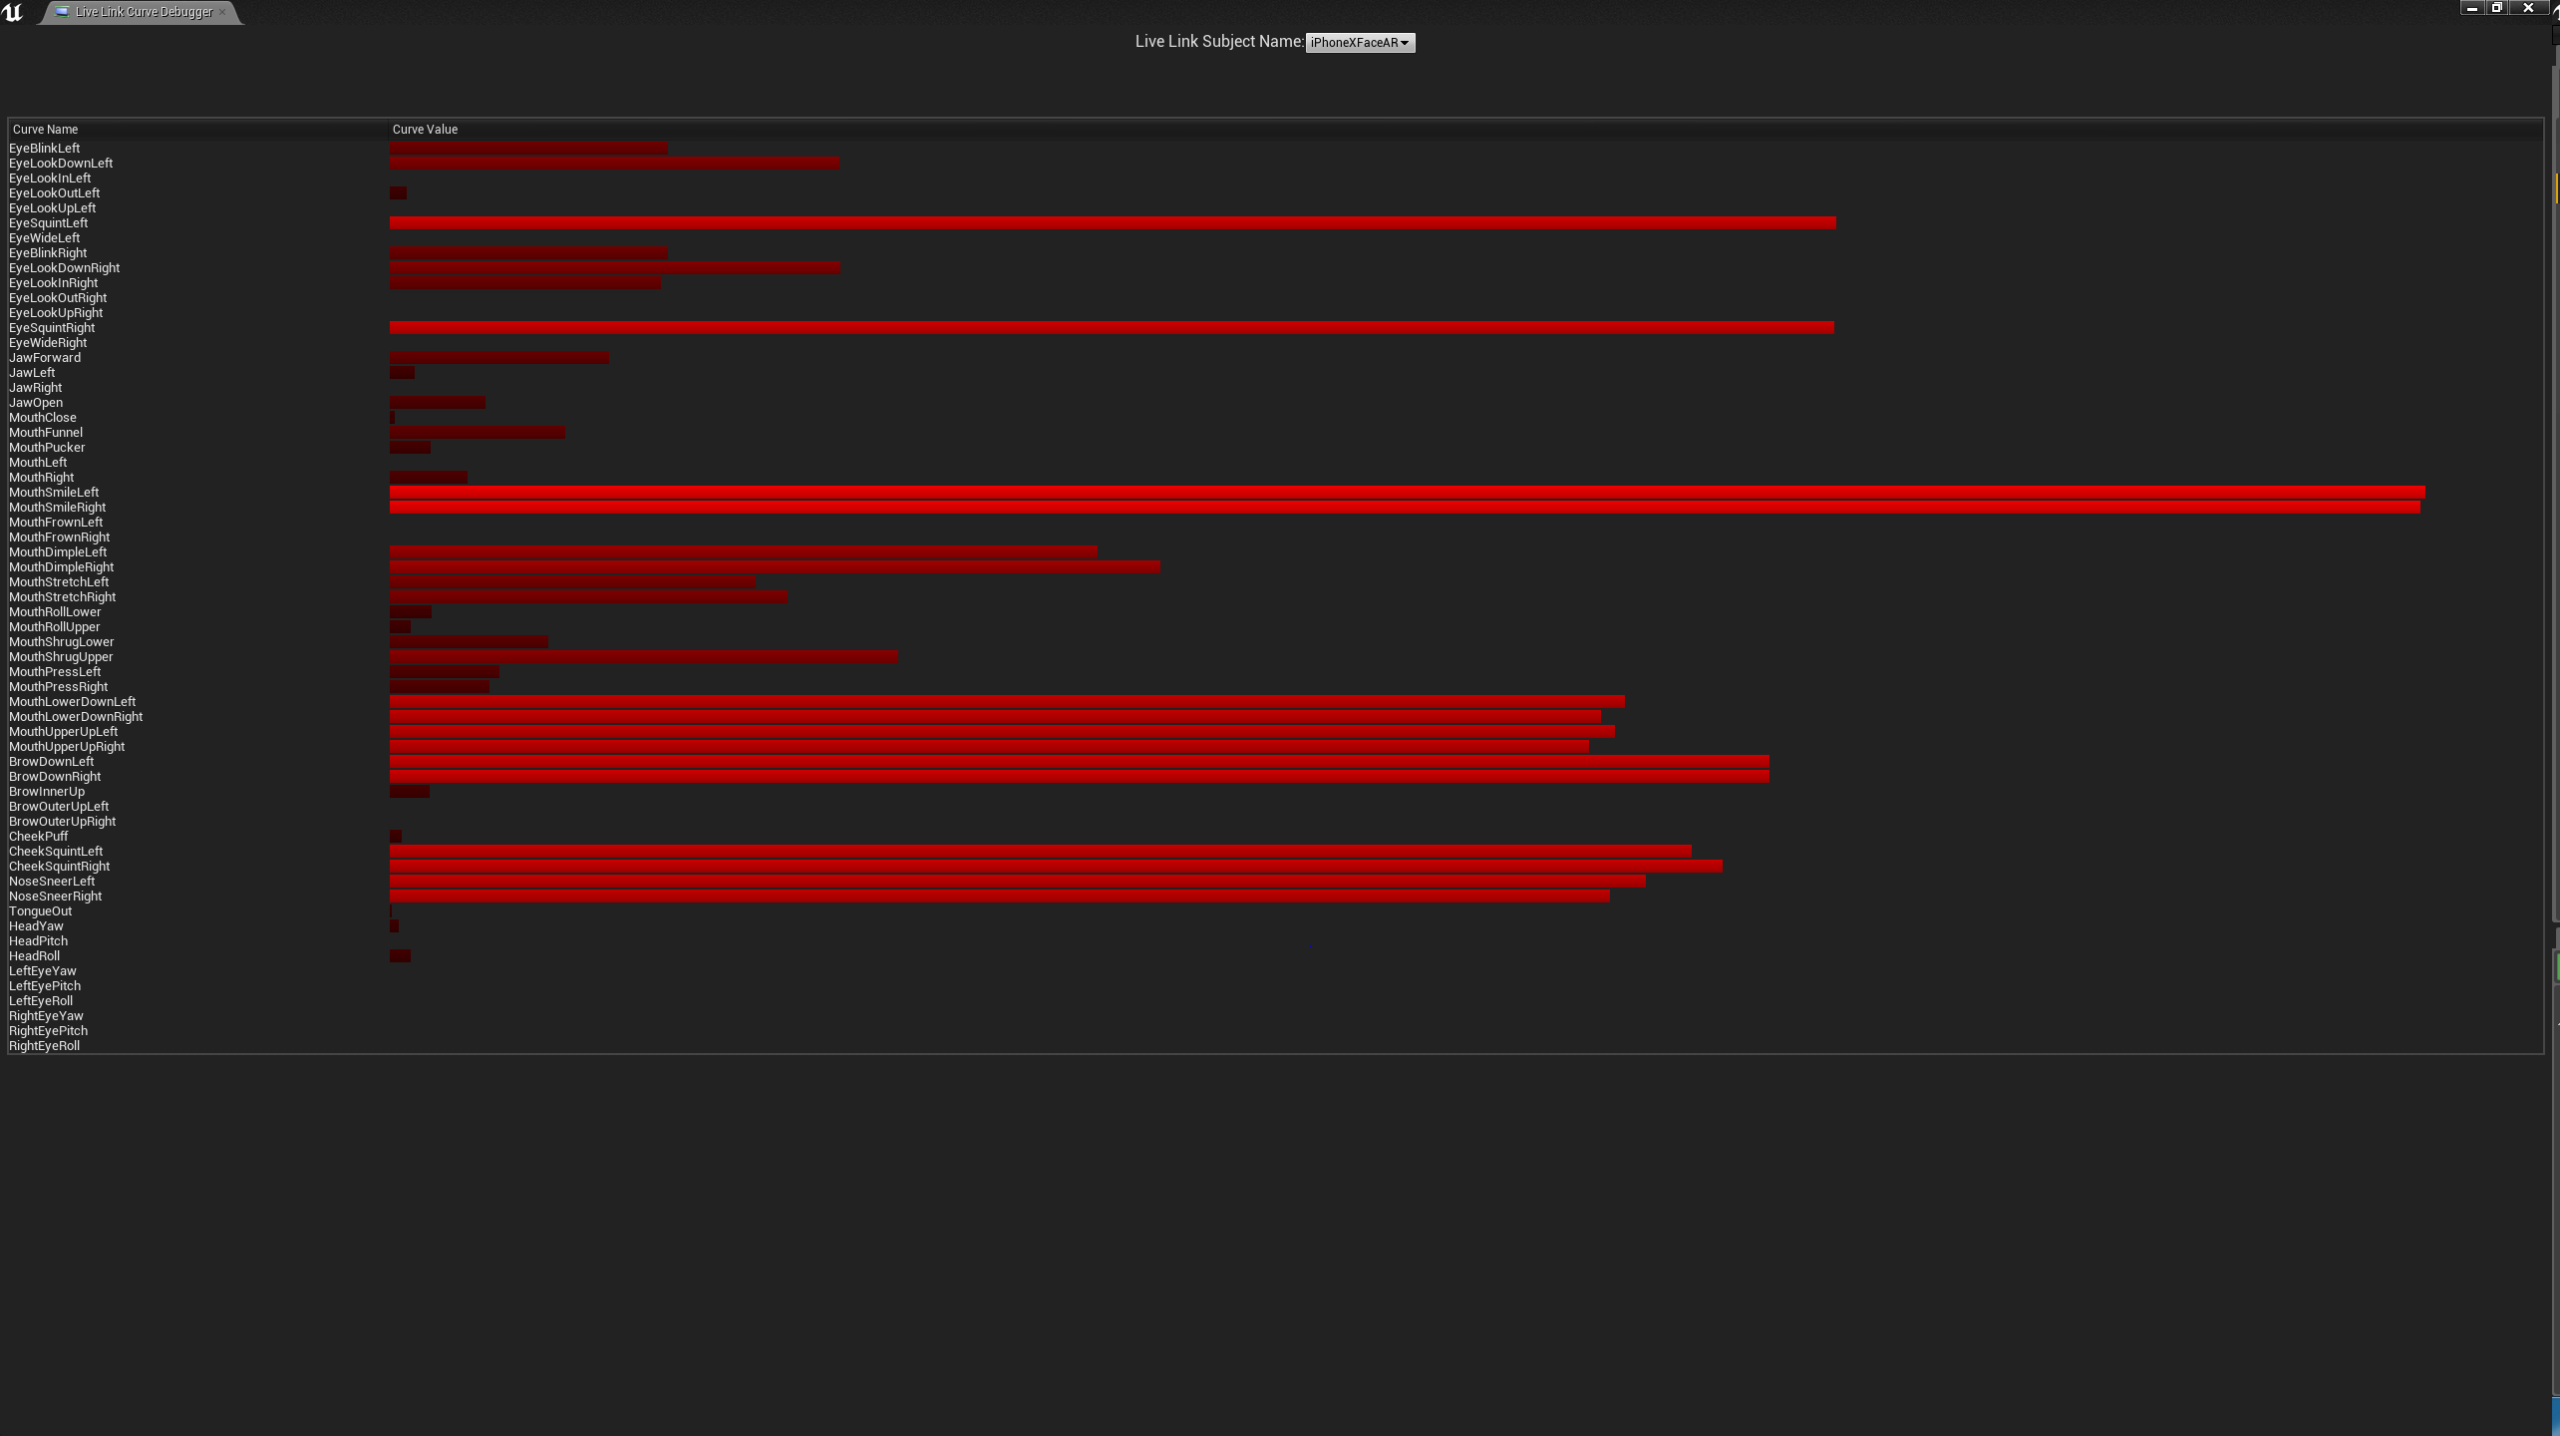 Live Link Curve Debugger
Live Link Subject Name: iPhoneXFaceAR
Curve Name Curve Value
EyeBlinkLeft
EyeLookDownLeft
EyeLookInLeft
EyeLookOutLeft
EyeLookUpLeft
EyeSquintLeft
EyeWideLeft
EyeBlinkRight
EyeLookDownRight
EyeLookInRight
EyeLookOutRight
EyeLookUpRight
EyeSquintRight
EyeWideRight
JawForward
JawLeft
JawRight
JawOpen
MouthClose
MouthFunnel
MouthPucker
MouthLeft
MouthRight
MouthSmileLeft
MouthSmileRight
MouthFrownLeft
MouthFrownRight
MouthDimpleLeft
MouthDimpleRight
MouthStretchLeft
MouthStretchRight
MouthRollLower
MouthRollUpper
MouthShrugLower
MouthShrugUpper
MouthPressLeft
MouthPressRight
MouthLowerDownLeft
MouthLowerDownRight
MouthUpperUpLeft
MouthUpperUpRight
BrowDownLeft
BrowDownRight
BrowInnerUp
BrowOuterUpLeft
BrowOuterUpRight
CheekPuff
CheekSquintLeft
CheekSquintRight
NoseSneerLeft
NoseSneerRight
TongueOut
HeadYaw
HeadPitch
HeadRoll
LeftEyeYaw
LeftEyePitch
LeftEyeRoll
RightEyeYaw
RightEyePitch
RightEyeRoll